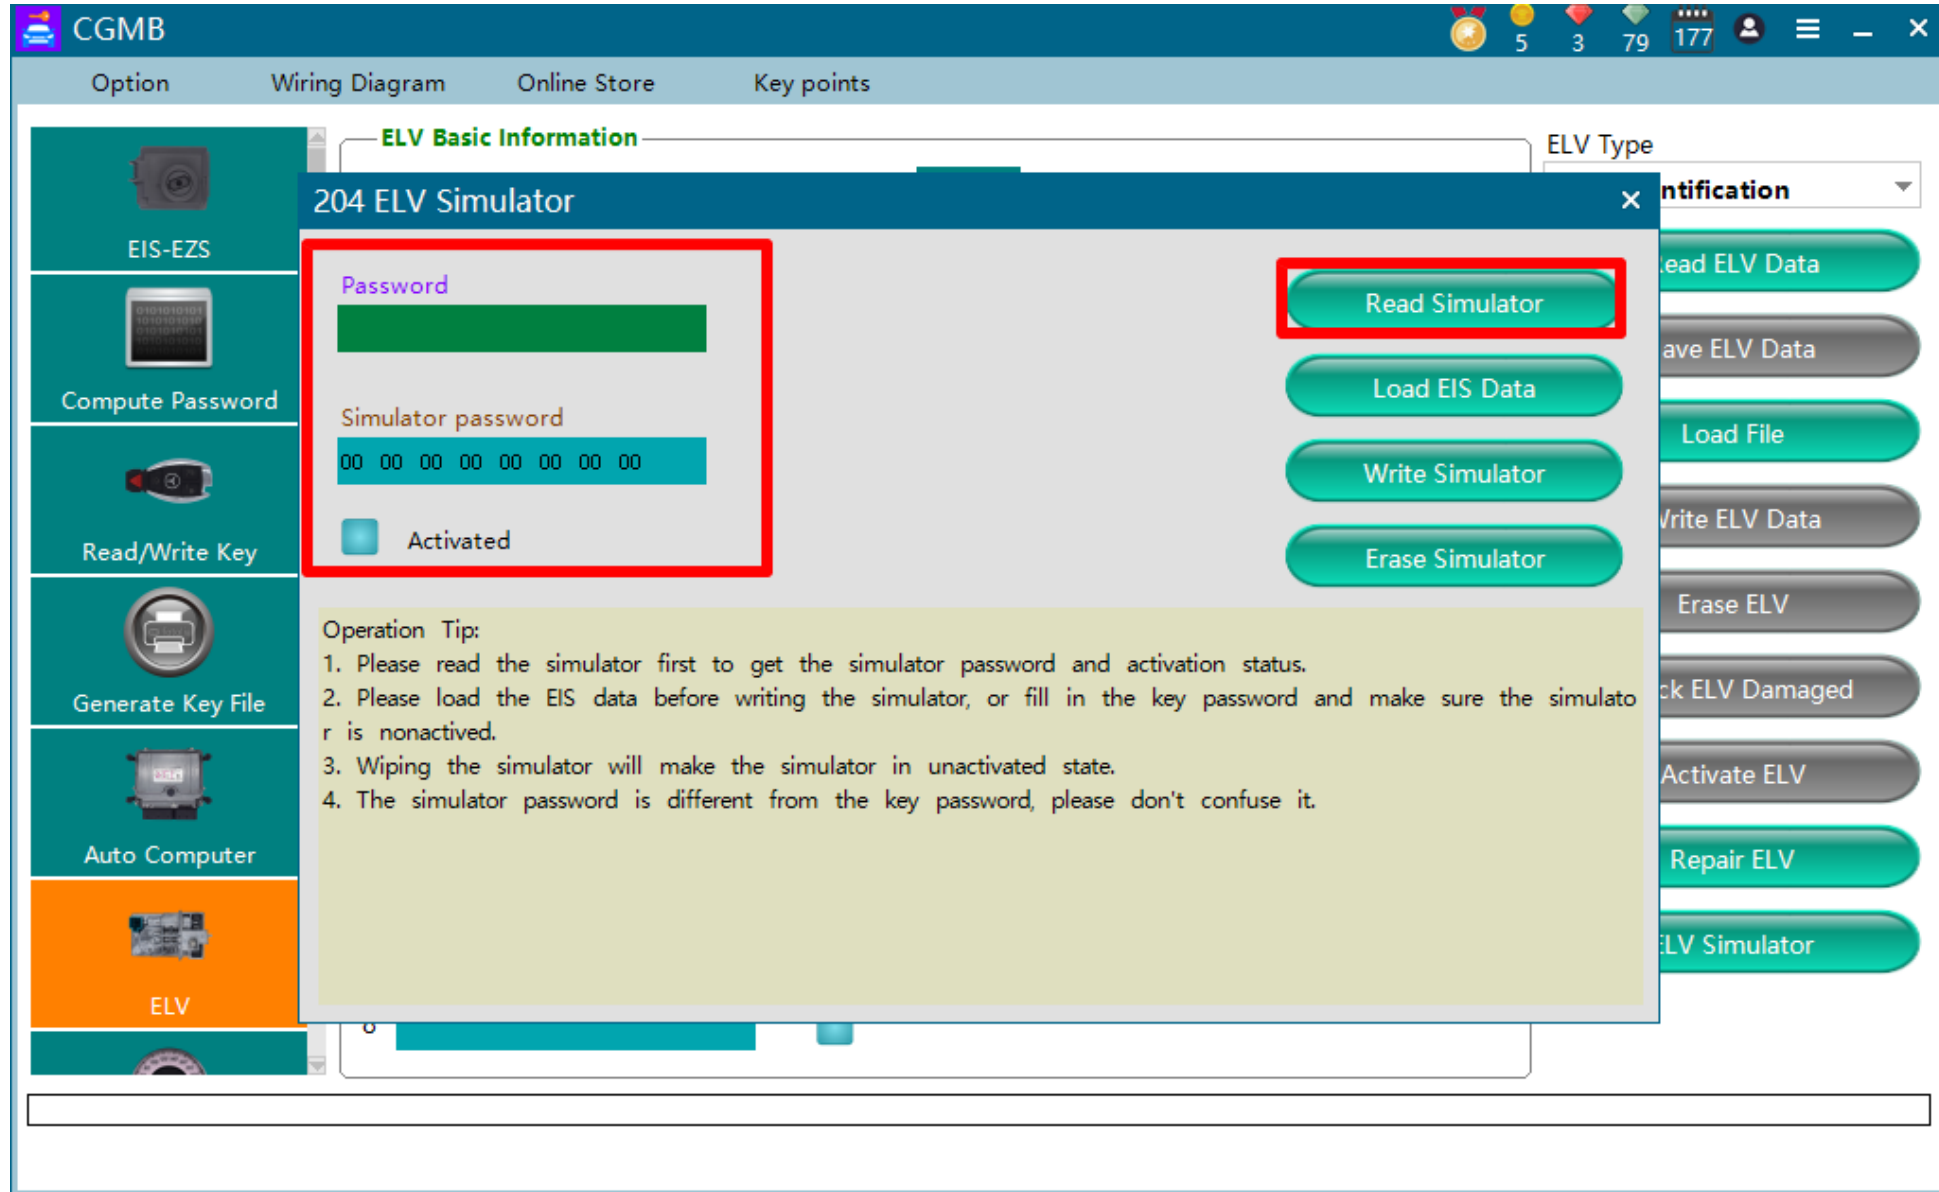 CGMB
5 3 79 177
Option Wiring Diagram Online Store Key points
ELV Basic Information
ELV Type
ntification
204 ELV Simulator
EIS-EZS
Compute Password
Read/Write Key
Generate Key File
Auto Computer
ELV
Password
Simulator password
00 00 00 00 00 00 00 00
Activated
Read Simulator
Load EIS Data
Write Simulator
Erase Simulator
Operation Tip:
1. Please read the simulator first to get the simulator password and activation status.
2. Please load the EIS data before writing the simulator, or fill in the key password and make sure the simulato
r is nonactived.
3. Wiping the simulator will make the simulator in unactivated state.
4. The simulator password is different from the key password, please don't confuse it.
ead ELV Data
ave ELV Data
Load File
rite ELV Data
Erase ELV
ck ELV Damaged
Activate ELV
Repair ELV
LV Simulator